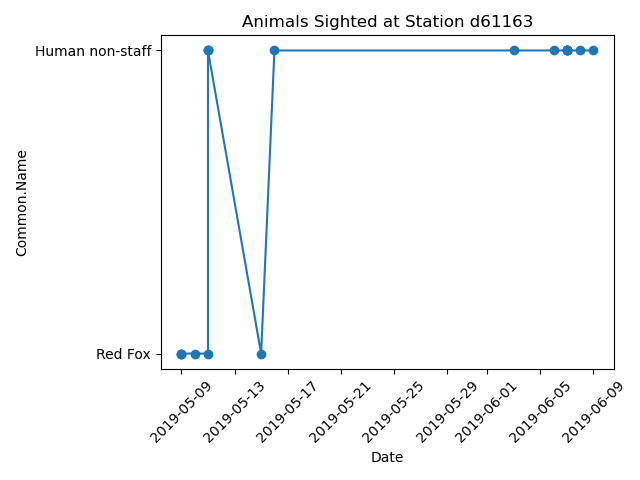 Animals Sighted at Station d61163
Human non-staff
Common.Name
Red Fox
2019-05-09
2019-05-13
2019-05-17
2019-05-21
2019-05-25
2019-05-29
2019-06-01
2019-06-05
2019-06-09
Date